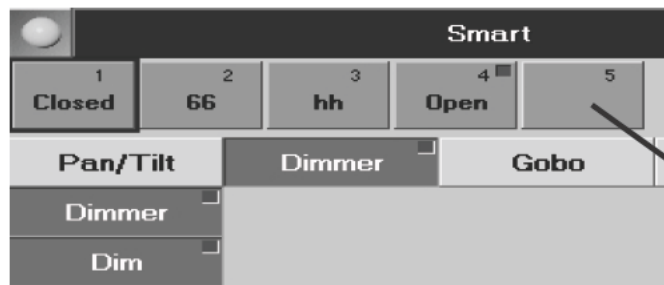 Smart
1 2 3 4 5
Closed 66 hh Open
Pan/Tilt Dimmer Gobo
Dimmer
Dim